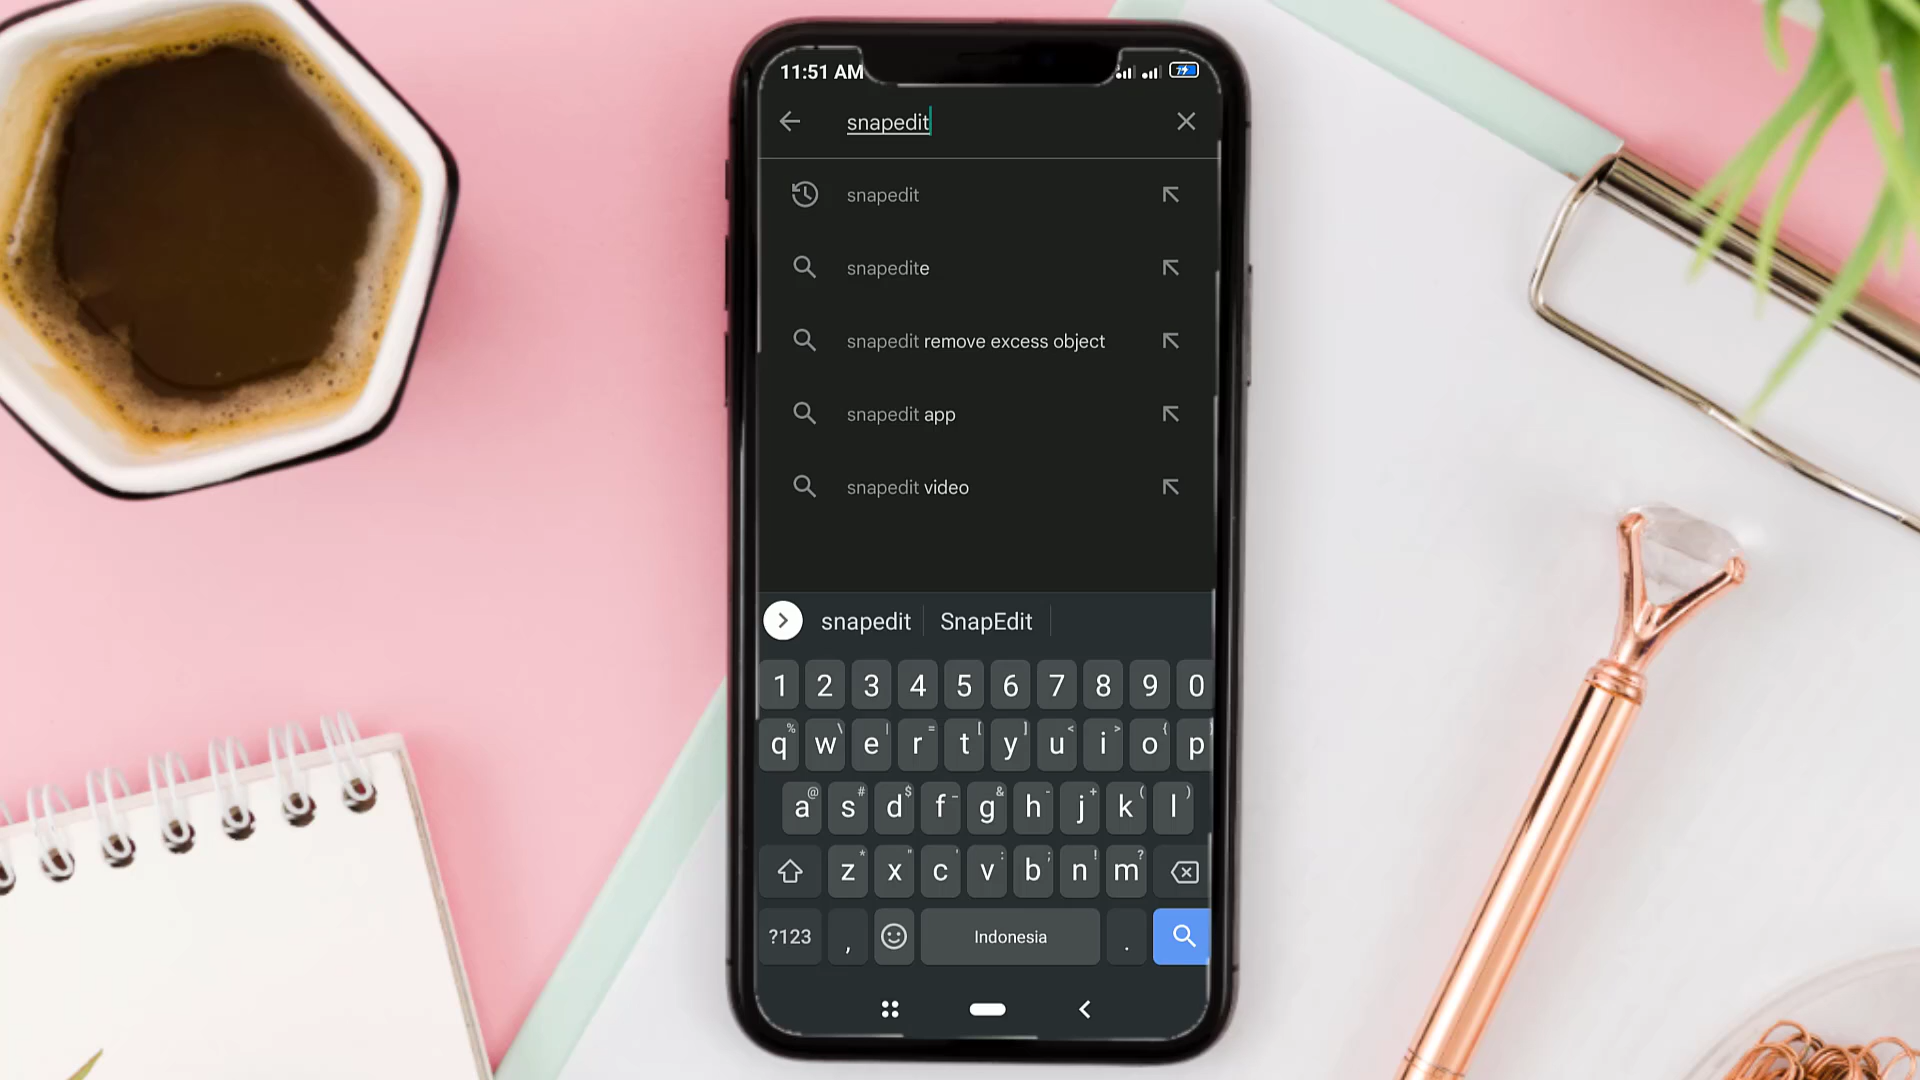 11:51 AM
snapedit
snapedit
snapedite
snapedit remove excess object
snapedit app
snapedit video
snapedit SnapEdit
1 2 3 4 5 6 7 8 9 0
% \ | = [ ] < > {
q w e r t y u i o p
@ # $ _ & - + ( )
a s d f g h j k l
* " ' : ; ! ?
z x c v b n m
?123 , Indonesia .